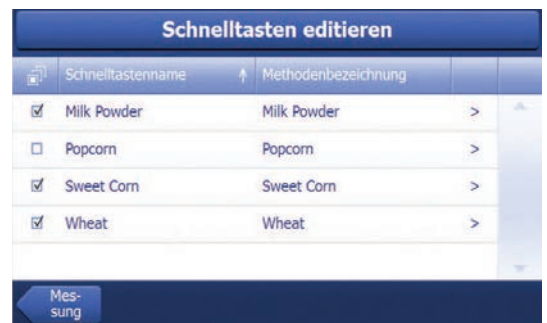 Schnelltasten editieren
Schnelltastenname Methodenbezeichnung
Milk Powder Milk Powder >
Popcorn Popcorn >
Sweet Corn Sweet Corn >
Wheat Wheat >
Mes-
sung